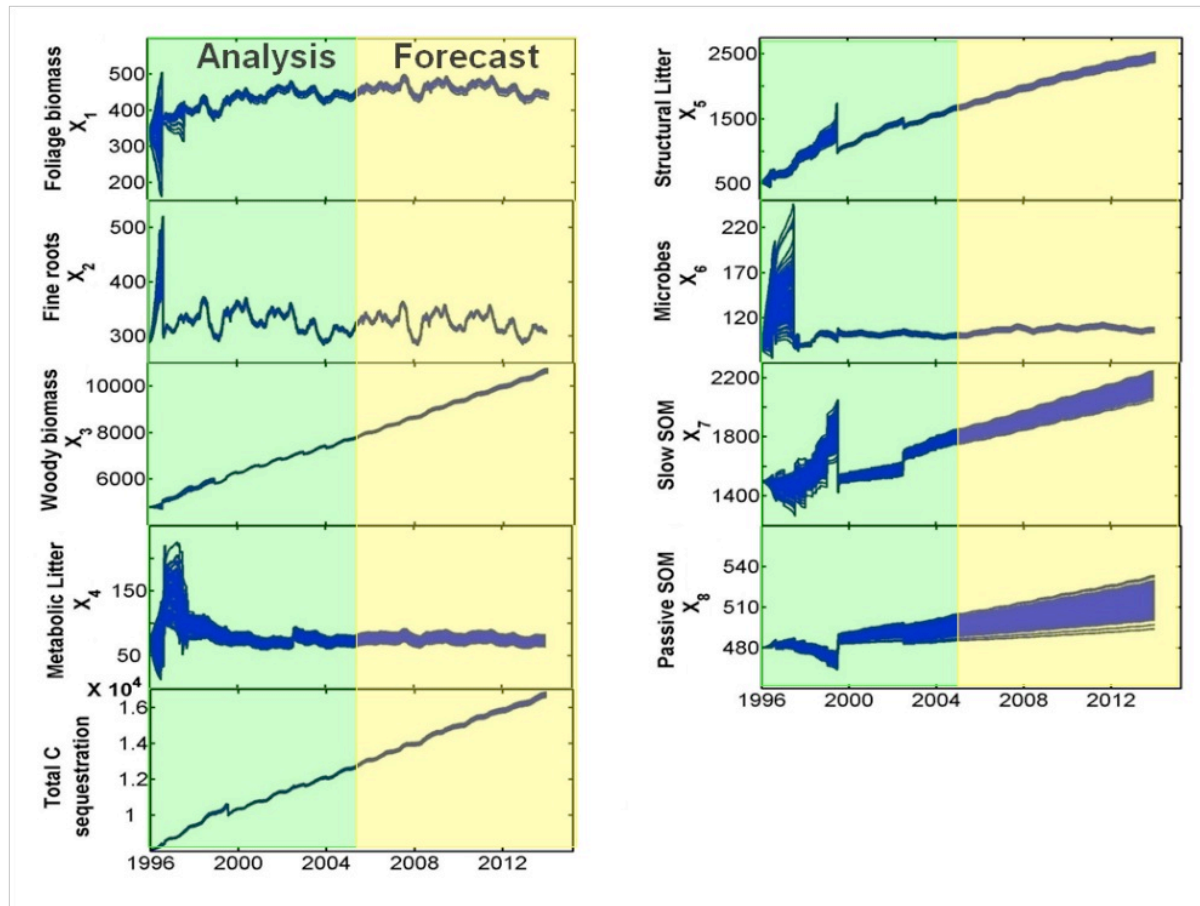 Analysis Forecast
Foliage biomass
X1
500
400
300
200
Fine roots
X2
500
400
300
Woody biomass
X3
10000
8000
6000
Metabolic Litter
X4
150
50
X 10^4
Total C
sequestration
1.6
1.4
1.2
1
1996 2000 2004 2008 2012
Structural Litter
X5
2500
1500
500
Microbes
X6
220
170
120
Slow SOM
X7
2200
1800
1400
Passive SOM
X8
540
510
480
1996 2000 2004 2008 2012